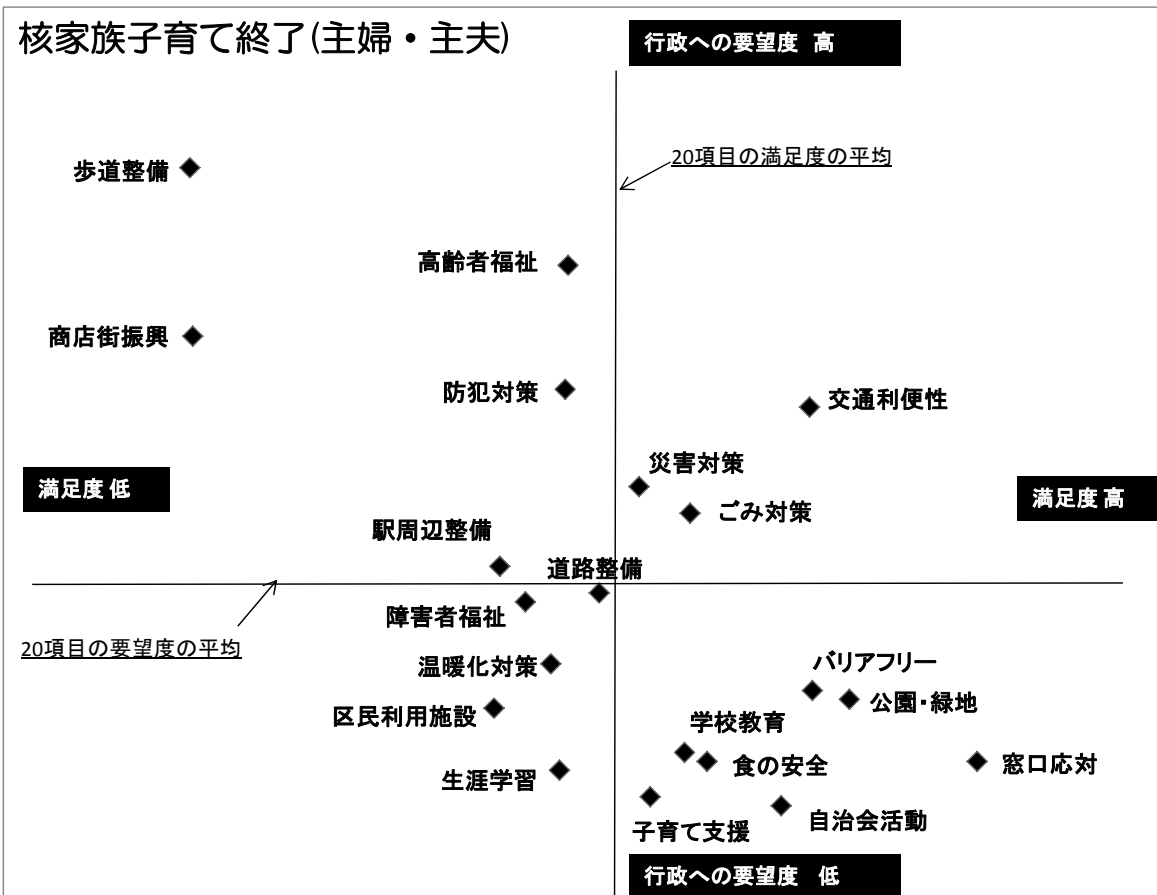 核家族子育て終了(主婦・主夫)
行政への要望度 高
20項目の満足度の平均
歩道整備
高齢者福祉
商店街振興
防犯対策
交通利便性
災害対策
満足度 低
満足度 高
ごみ対策
駅周辺整備
道路整備
障害者福祉
20項目の要望度の平均
温暖化対策
バリアフリー
公園・緑地
区民利用施設
学校教育
食の安全
窓口応対
生涯学習
子育て支援
自治会活動
行政への要望度 低